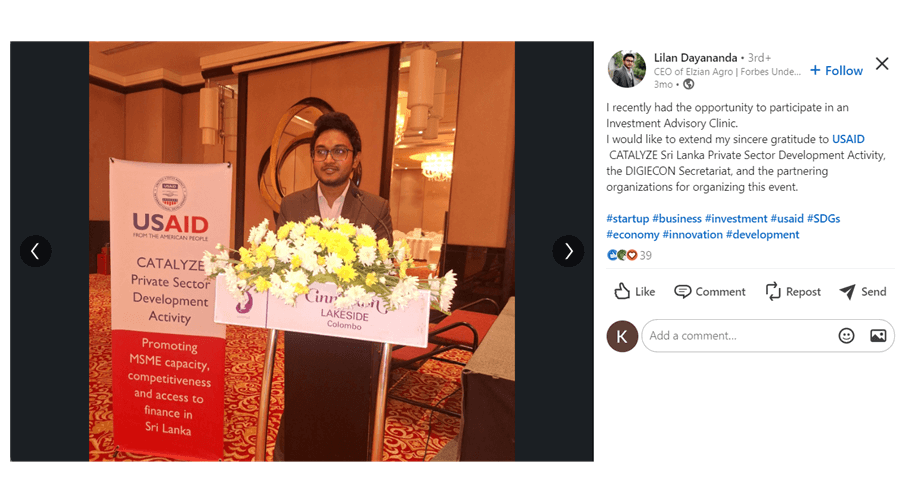 USAID
FROM THE AMERICAN PEOPLE
CATALYZE
Private Sector
Development
Activity
Promoting
MSME capacity,
competitiveness
and access to
finance in
Sri Lanka
LAKESIDE
Colombo
Lilan Dayananda • 3rd+
CEO of Elzian Agro | Forbes Unde...
3mo •
+ Follow
I recently had the opportunity to participate in an
Investment Advisory Clinic.
I would like to extend my sincere gratitude to USAID
CATALYZE Sri Lanka Private Sector Development Activity,
the DIGIECON Secretariat, and the partnering
organizations for organizing this event.
#startup #business #investment #usaid #SDGs
#economy #innovation #development
39
Like
Comment
Repost
Send
K
Add a comment...